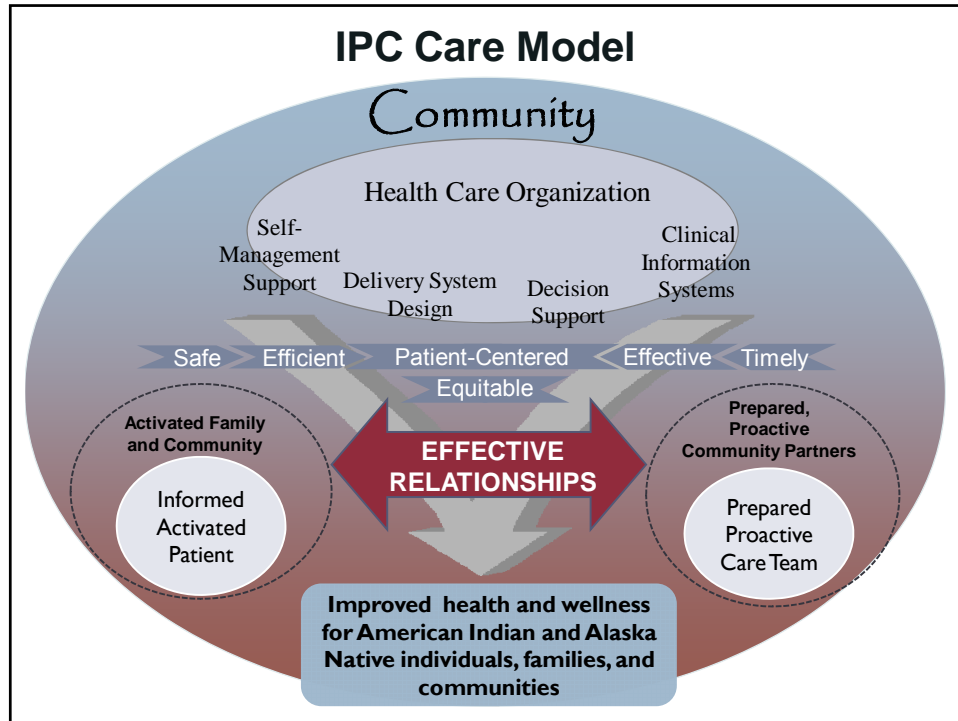 IPC Care Model
Community
Health Care Organization
Self-
Management
Support
Delivery System
Design
Decision
Support
Clinical
Information
Systems
Safe
Efficient
Patient-Centered
Effective
Timely
Equitable
Activated Family
and Community
Informed
Activated
Patient
EFFECTIVE
RELATIONSHIPS
Prepared,
Proactive
Community Partners
Prepared
Proactive
Care Team
Improved health and wellness
for American Indian and Alaska
Native individuals, families, and
communities